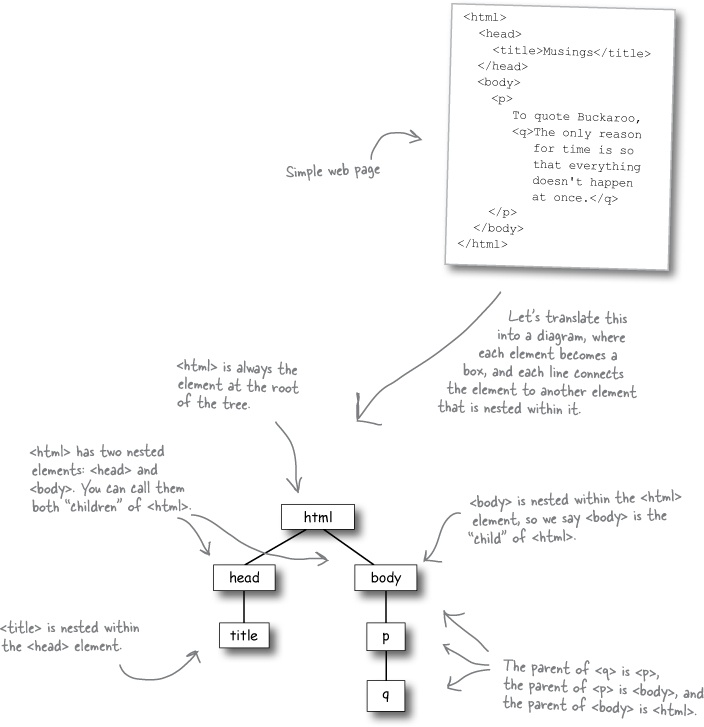 <html>
<head>
<title>Musings</title>
</head>
<body>
<p>
To quote Buckaroo,
<q>The only reason
for time is so
that everything
doesn't happen
at once.</q>
</p>
</body>
</html>
Simple web page
Let's translate this
into a diagram, where
each element becomes a
box, and each line connects
the element to another element
that is nested within it.
<html> is always the
element at the root
of the tree.
<html> has two nested
elements: <head> and
<body>. You can call them
both "children" of <html>.
html
<body> is nested within the <html>
element, so we say <body> is the
"child" of <html>.
head
body
<title> is nested within
the <head> element.
title
p
q
The parent of <q> is <p>,
the parent of <p> is <body>, and
the parent of <body> is <html>.